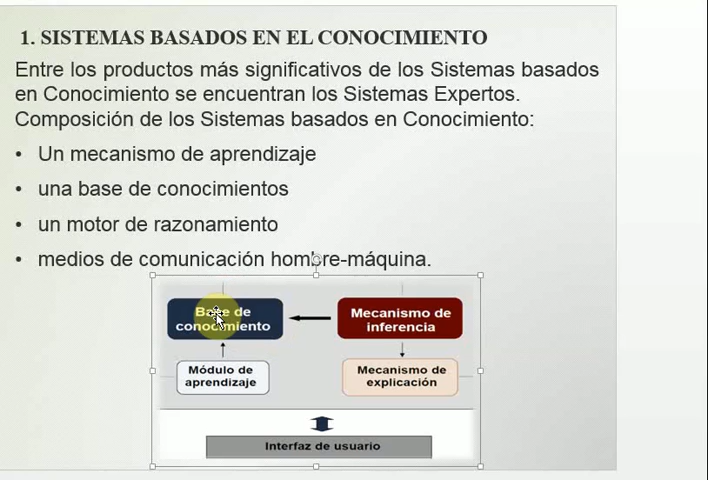 1. SISTEMAS BASADOS EN EL CONOCIMIENTO
Entre los productos más significativos de los Sistemas basados
en Conocimiento se encuentran los Sistemas Expertos.
Composición de los Sistemas basados en Conocimiento:
• Un mecanismo de aprendizaje
• una base de conocimientos
• un motor de razonamiento
• medios de comunicación hombre-máquina.
Base de
conocimiento
Mecanismo de
inferencia
Módulo de
aprendizaje
Mecanismo de
explicación
Interfaz de usuario